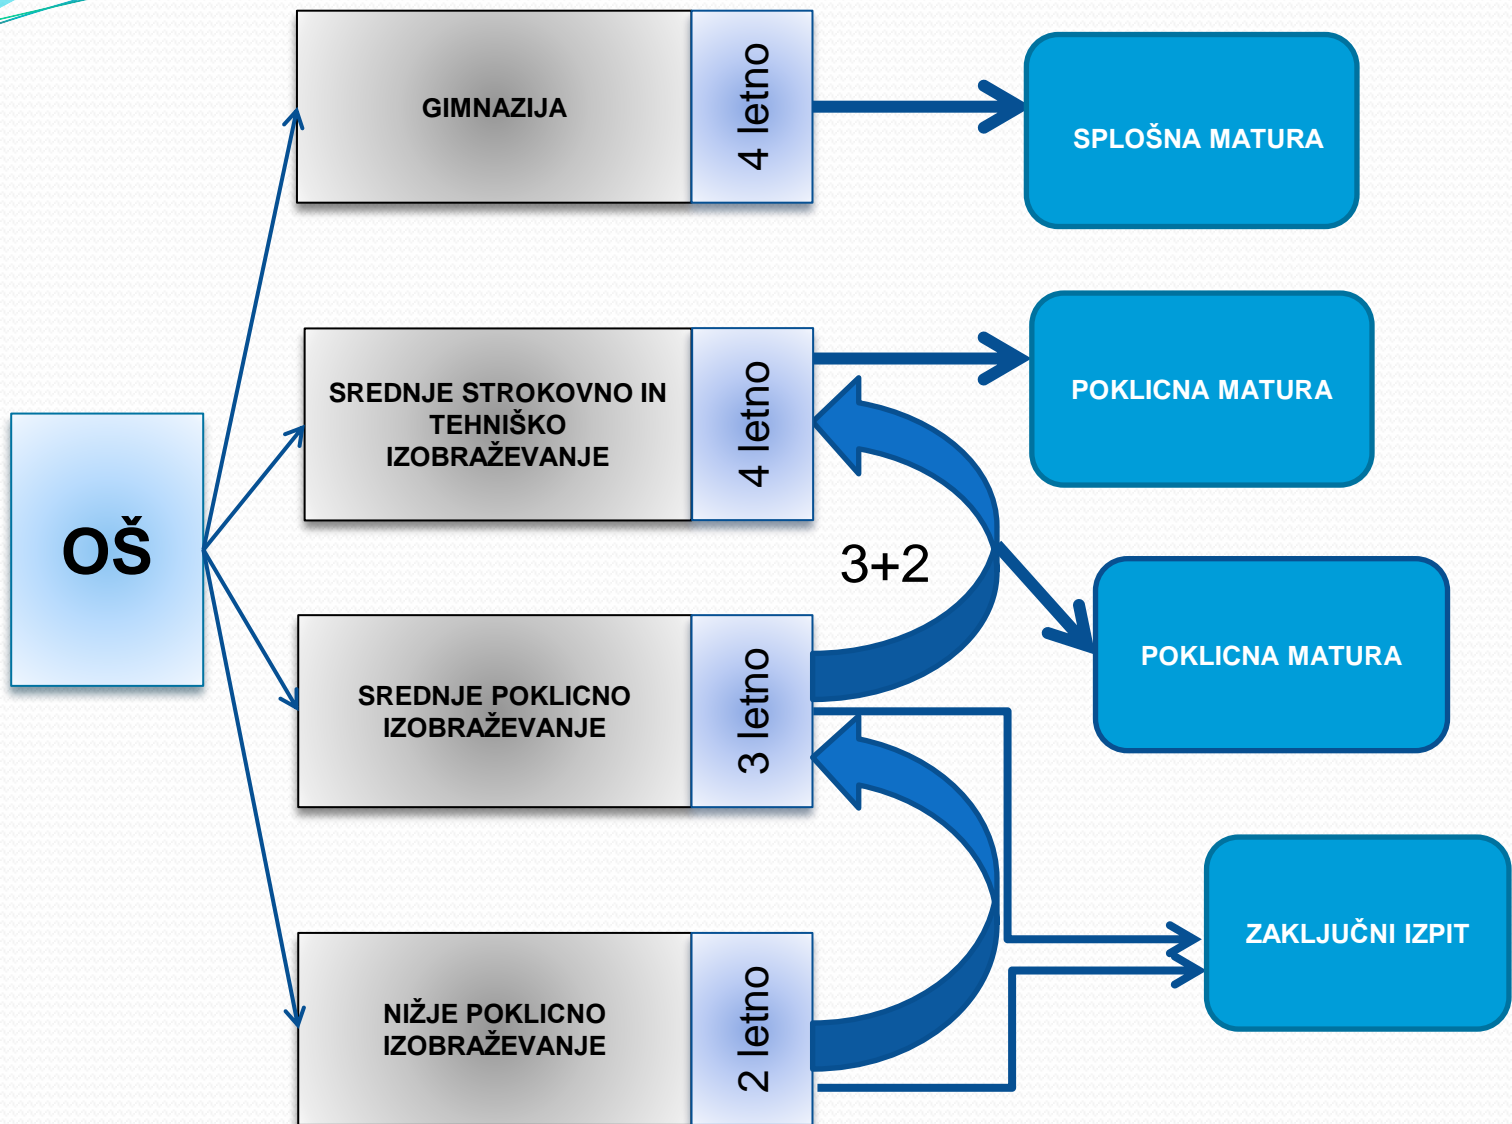 OŠ
GIMNAZIJA
4 letno
SPLOŠNA MATURA
SREDNJE STROKOVNO IN
TEHNIŠKO
IZOBRAŽEVANJE
4 letno
POKLICNA MATURA
3+2
POKLICNA MATURA
SREDNJE POKLICNO
IZOBRAŽEVANJE
3 letno
ZAKLJUČNI IZPIT
NIŽJE POKLICNO
IZOBRAŽEVANJE
2 letno